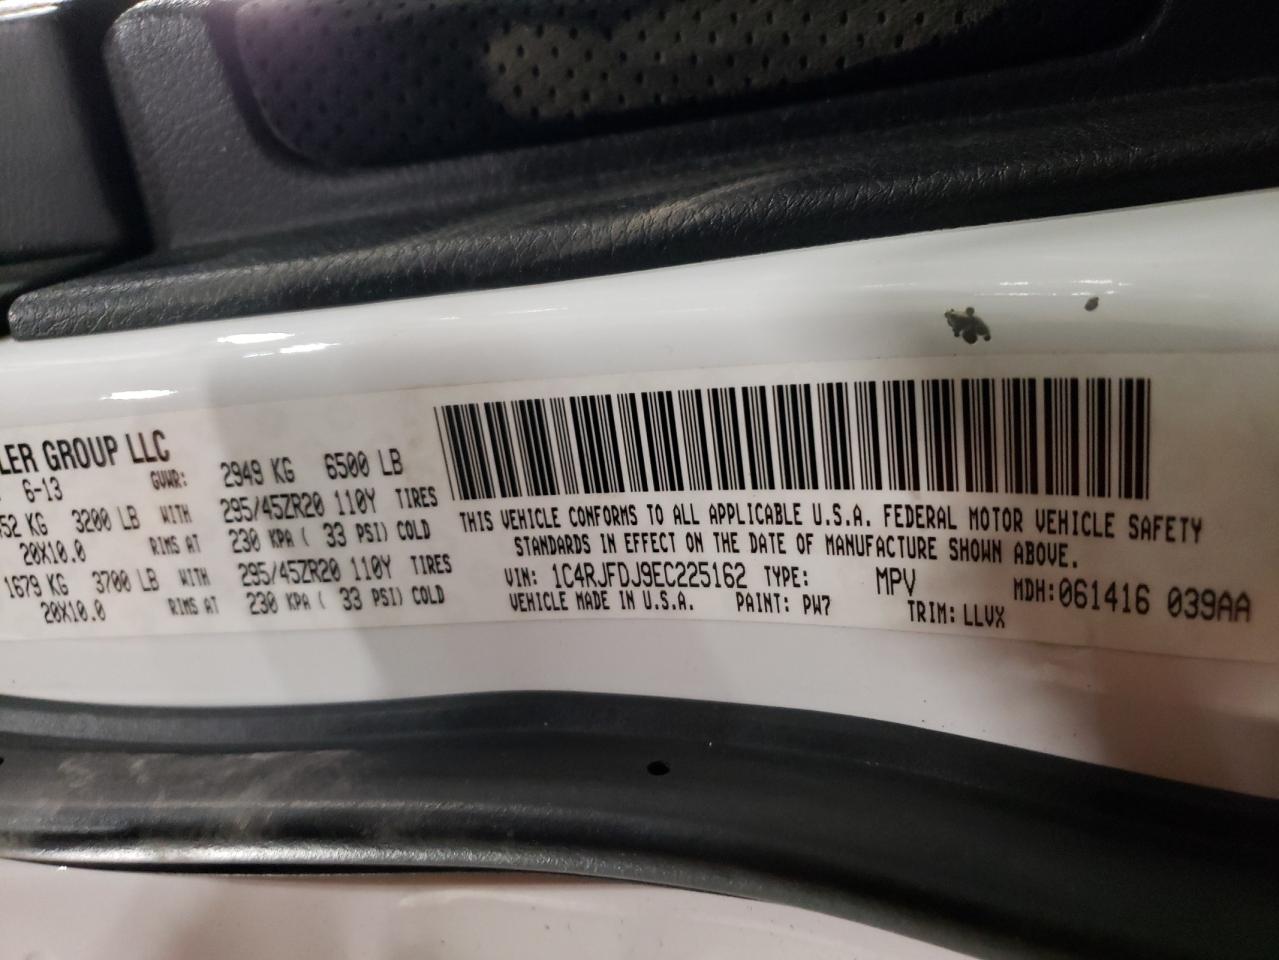 LER GROUP LLC
6-13 GVWR: 2949 KG 6500 LB
52 KG 3200 LB WITH 295/45ZR20 110Y TIRES
20X10.0 RIMS AT 230 KPA ( 33 PSI) COLD
1679 KG 3700 LB WITH 295/45ZR20 110Y TIRES
20X10.0 RIMS AT 230 KPA ( 33 PSI) COLD
THIS VEHICLE CONFORMS TO ALL APPLICABLE U.S.A. FEDERAL MOTOR VEHICLE SAFETY
STANDARDS IN EFFECT ON THE DATE OF MANUFACTURE SHOWN ABOVE.
VIN: 1C4RJFDJ9EC225162 TYPE: MPV MDH:061416 039AA
VEHICLE MADE IN U.S.A. PAINT: PW7 TRIM: LLVX